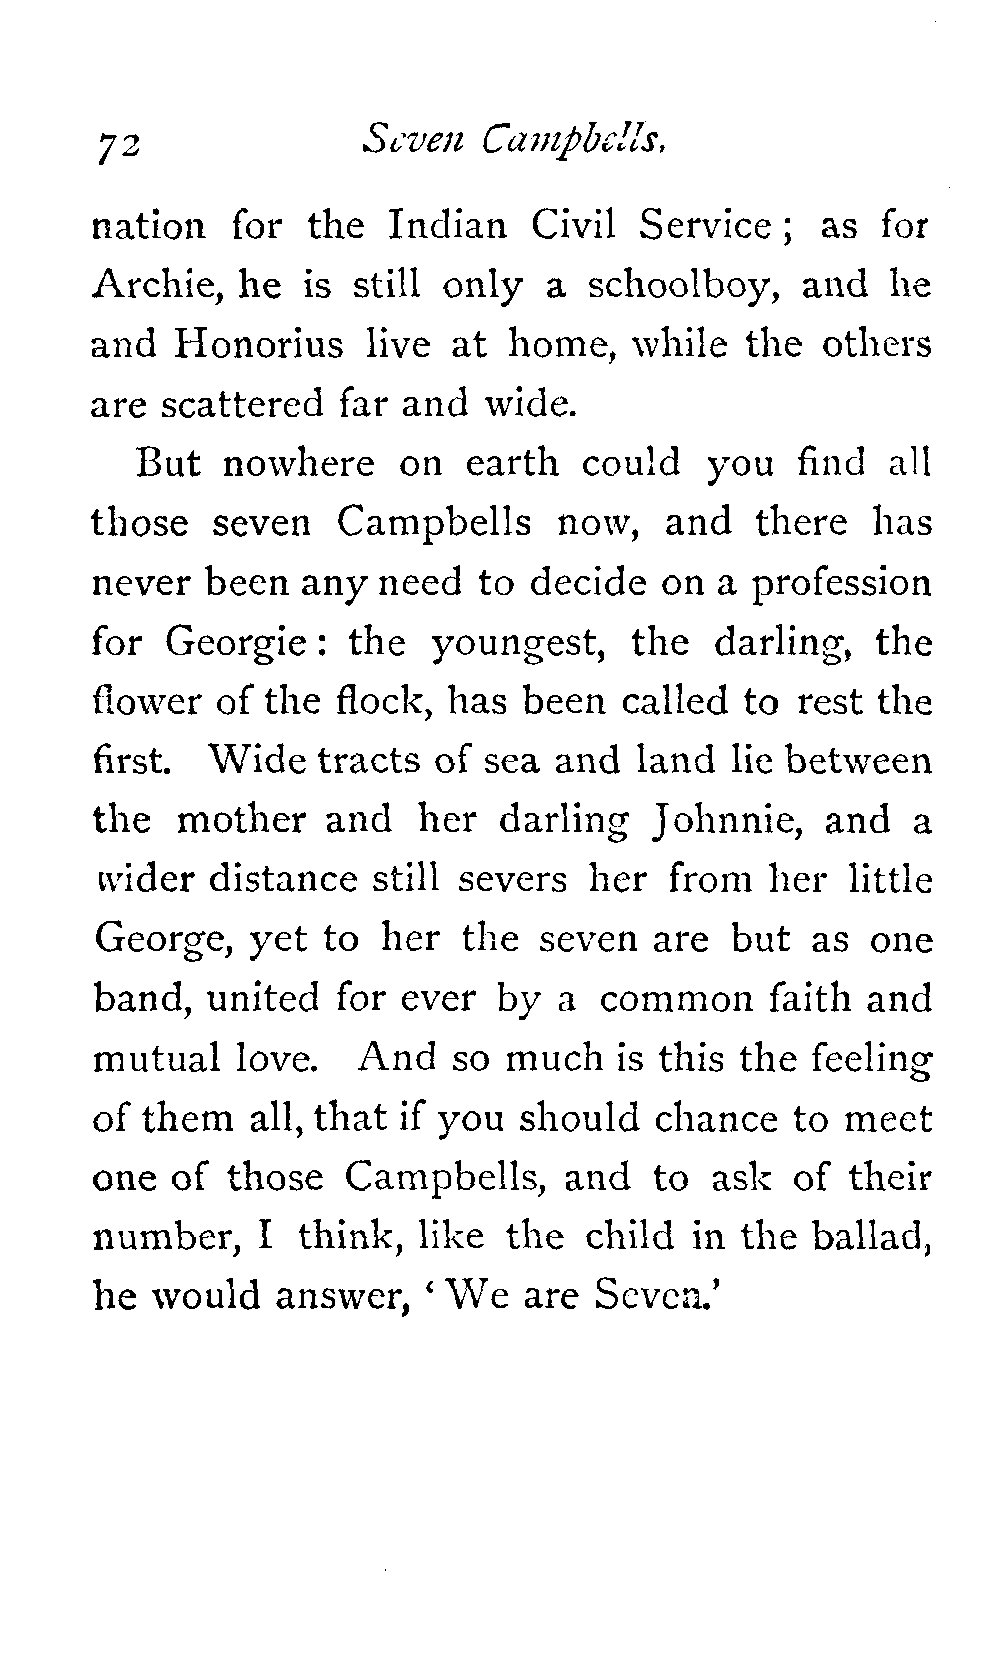 72 Seven Campbells.
nation for the Indian Civil Service ; as for
Archie, he is still only a schoolboy, and he
and Honorius live at home, while the others
are scattered far and wide.
But nowhere on earth could you find all
those seven Campbells now, and there has
never been any need to decide on a profession
for Georgie : the youngest, the darling, the
flower of the flock, has been called to rest the
first. Wide tracts of sea and land lie between
the mother and her darling Johnnie, and a
wider distance still severs her from her little
George, yet to her the seven are but as one
band, united for ever by a common faith and
mutual love. And so much is this the feeling
of them all, that if you should chance to meet
one of those Campbells, and to ask of their
number, I think, like the child in the ballad,
he would answer, ‘ We are Seven.’